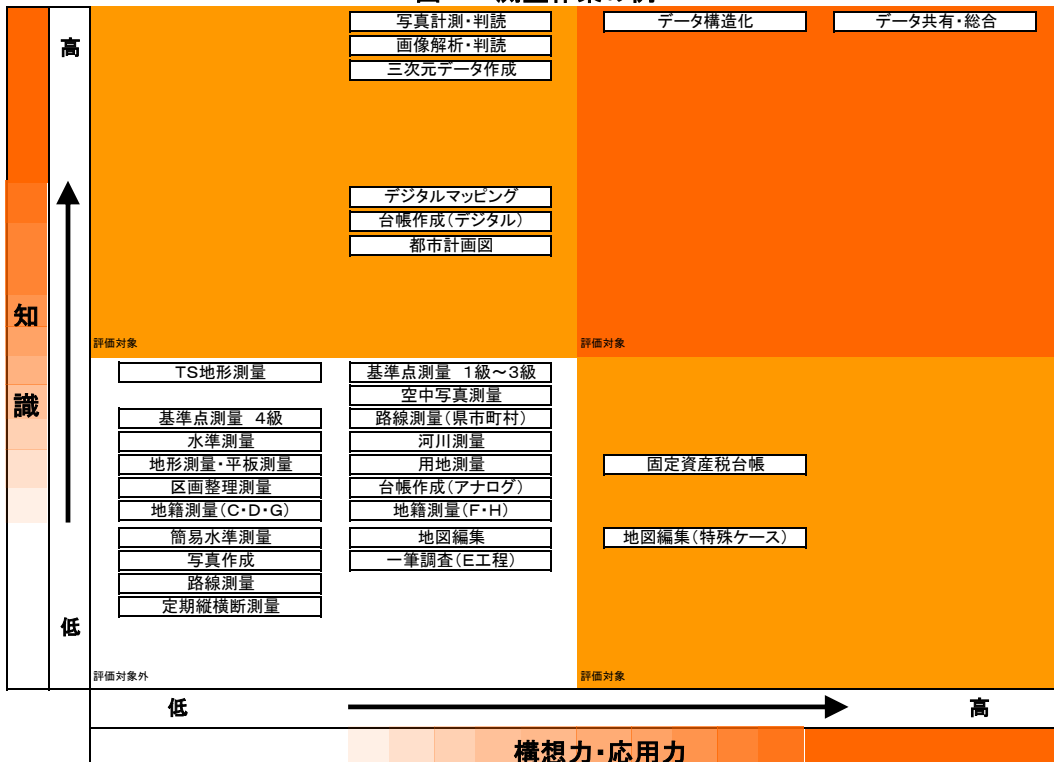 写真計測・判読 データ構造化 データ共有・総合
高
画像解析・判読
三次元データ作成
デジタルマッピング
台帳作成(デジタル)
都市計画図
知
評価対象 評価対象
TS地形測量 基準点測量 1級～3級
空中写真測量
識
基準点測量 4級 路線測量(県市町村)
水準測量 河川測量
地形測量・平板測量 用地測量 固定資産税台帳
区画整理測量 台帳作成(アナログ)
地籍測量(C・D・G) 地籍測量(F・H)
簡易水準測量 地図編集 地図編集(特殊ケース)
写真作成 一筆調査(E工程)
路線測量
定期縦横断測量
低
評価対象外 評価対象
低 高
構想力・応用力